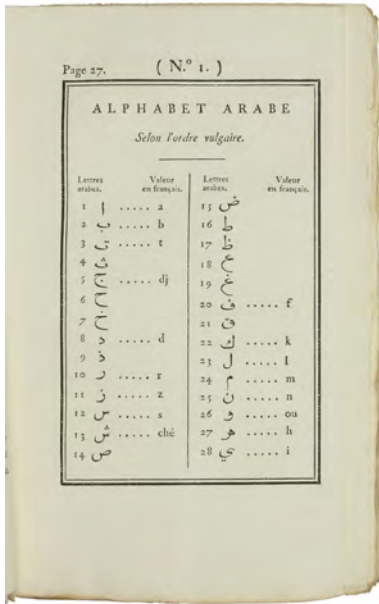 Page 27.
( N.º 1. )
ALPHABET ARABE
Selon l'ordre vulgaire.
Lettres arabes. Valeur en français.
1 ا ..... a
2 ب ..... b
3 ت ..... t
4 ث
5 ج ..... dj
6 ح
7 خ
8 د ..... d
9 ذ
10 ر ..... r
11 ز ..... z
12 س ..... s
13 ش ..... ché
14 ص
Lettres arabes. Valeur en français.
15 ض
16 ط
17 ظ
18 ع
19 غ
20 ف ..... f
21 ق
22 ك ..... k
23 ل ..... l
24 م ..... m
25 ن ..... n
26 و ..... ou
27 ه ..... h
28 ي ..... i